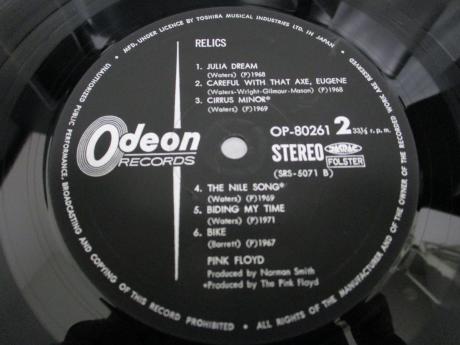 • MFD, UNDER LICENCE BY TOSHIBA MUSICAL INDUSTRIES LTD. IN JAPAN •
UNAUTHORIZED PUBLIC PERFORMANCE, BROADCASTING AND COPYING OF THIS RECORD PROHIBITED • ALL RIGHTS OF THE MANUFACTURER AND OF THE OWNER OF THE RECORDED WORK ARE RESERVED
RELICS
1. JULIA DREAM
(Waters) (P)1968
2. CAREFUL WITH THAT AXE, EUGENE
(Waters-Wright-Gilmour-Mason) (P)1968
3. CIRRUS MINOR*
(Waters) (P)1969
Odeon
RECORDS
OP-80261 2 33⅓ r.p.m.
STEREO
FOLSTER
(SRS-5071 B)
4. THE NILE SONG*
(Waters) (P)1969
5. BIDING MY TIME
(Waters) (P)1971
6. BIKE
(Barrett) (P)1967
PINK FLOYD
Produced by Norman Smith
*Produced by The Pink Floyd